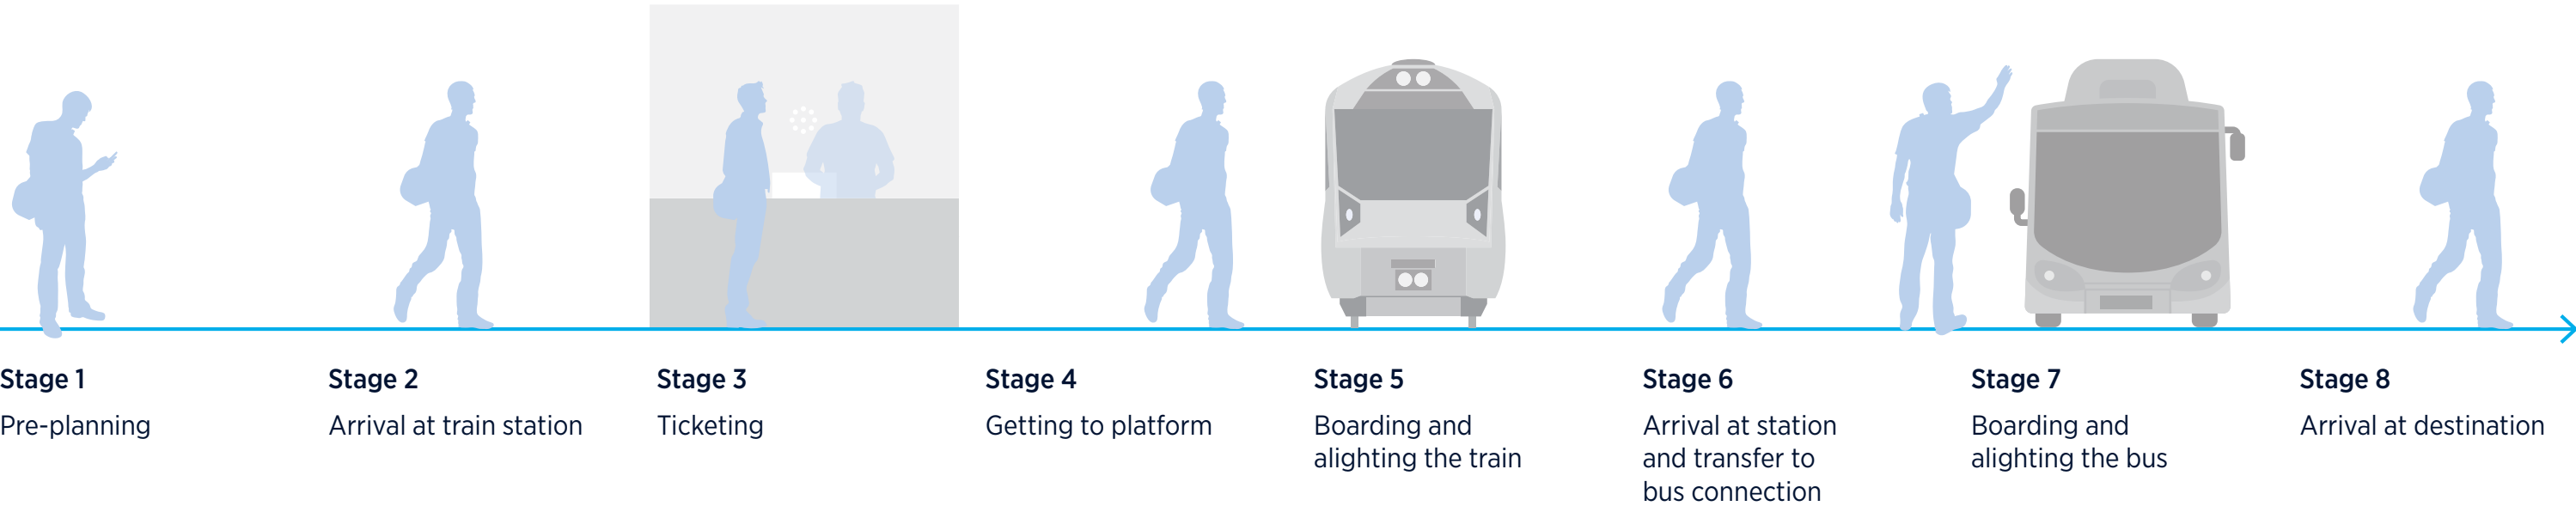 Stage 1
Pre-planning
Stage 2
Arrival at train station
Stage 3
Ticketing
Stage 4
Getting to platform
Stage 5
Boarding and
alighting the train
Stage 6
Arrival at station
and transfer to
bus connection
Stage 7
Boarding and
alighting the bus
Stage 8
Arrival at destination